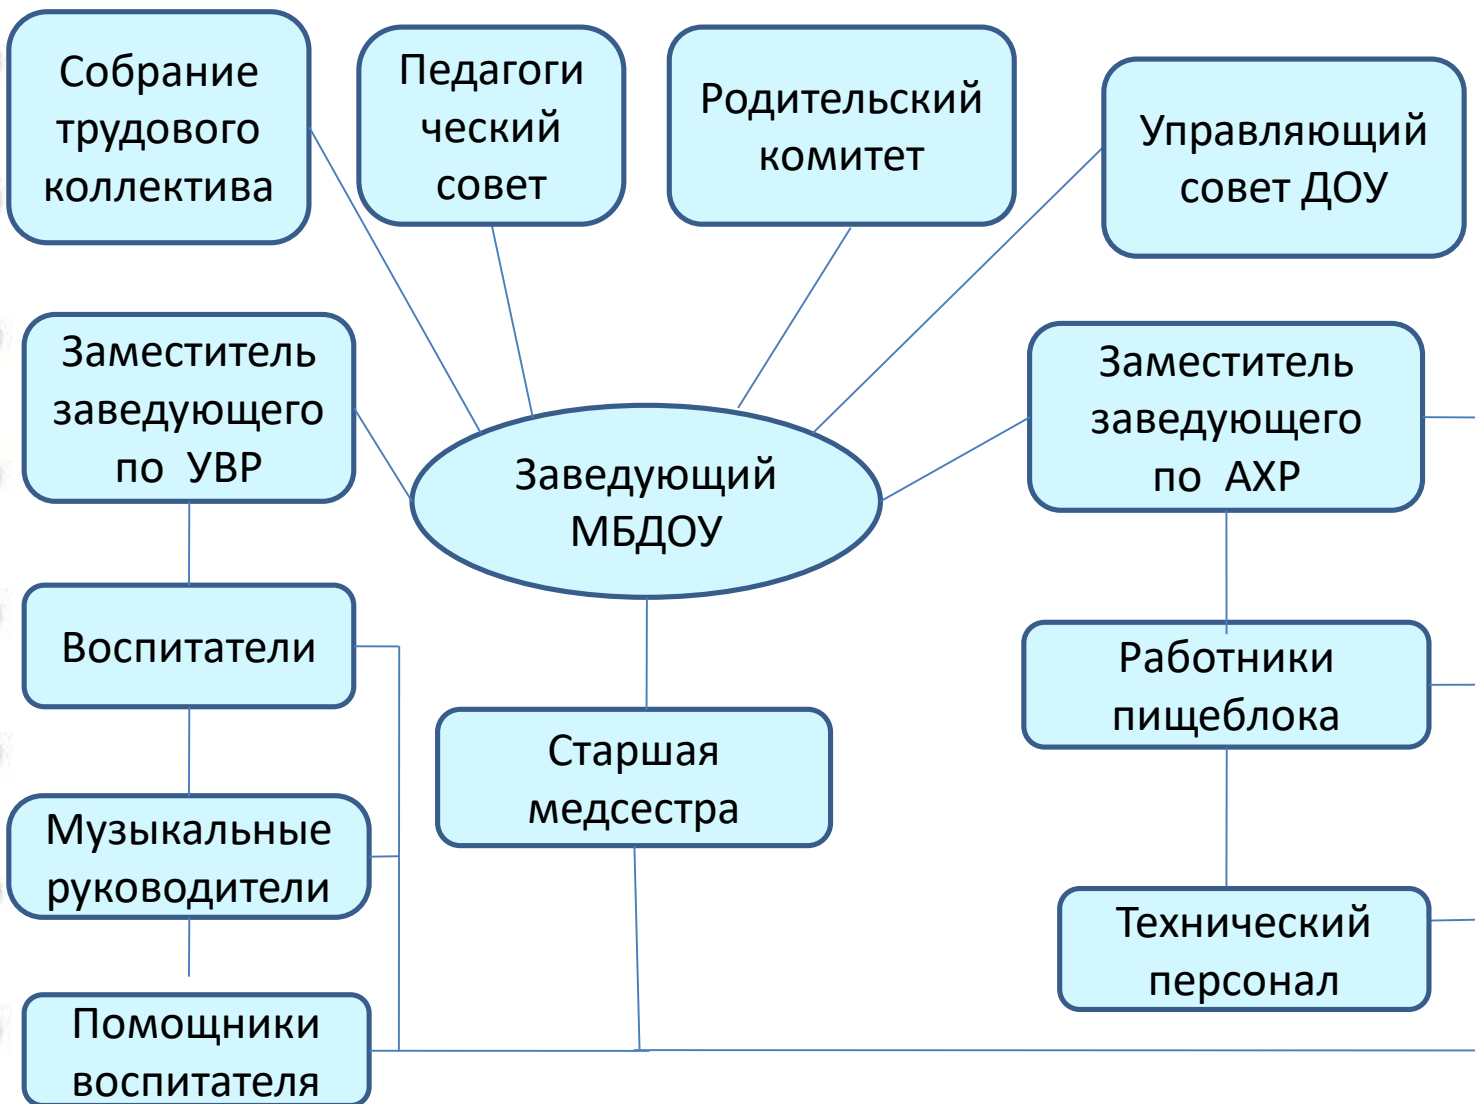 Собрание
трудового
коллектива
Педагоги
ческий
совет
Родительский
комитет
Управляющий
совет ДОУ
Заместитель
заведующего
по УВР
Заведующий
МБДОУ
Заместитель
заведующего
по АХР
Воспитатели
Работники
пищеблока
Старшая
медсестра
Музыкальные
руководители
Технический
персонал
Помощники
воспитателя